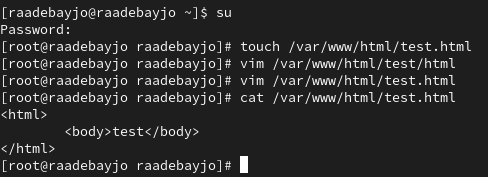 [raadebayjo@raadebayjo ~]$ su
Password:
[root@raadebayjo raadebayjo]# touch /var/www/html/test.html
[root@raadebayjo raadebayjo]# vim /var/www/html/test/html
[root@raadebayjo raadebayjo]# vim /var/www/html/test.html
[root@raadebayjo raadebayjo]# cat /var/www/html/test.html
<html>
        <body>test</body>
</html>
[root@raadebayjo raadebayjo]#